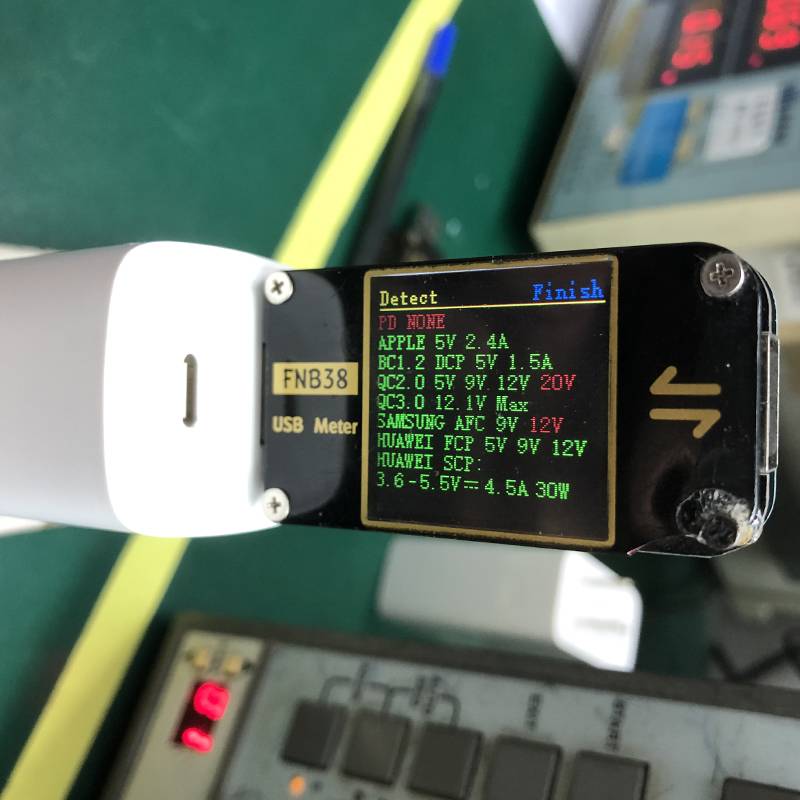 Detect Finish
PD NONE
APPLE 5V 2.4A
BC1.2 DCP 5V 1.5A
QC2.0 5V 9V 12V 20V
QC3.0 12.1V Max
SAMSUNG AFC 9V 12V
HUAWEI FCP 5V 9V 12V
HUAWEI SCP:
3.6-5.5V⎓4.5A 30W
FNB38
USB Meter